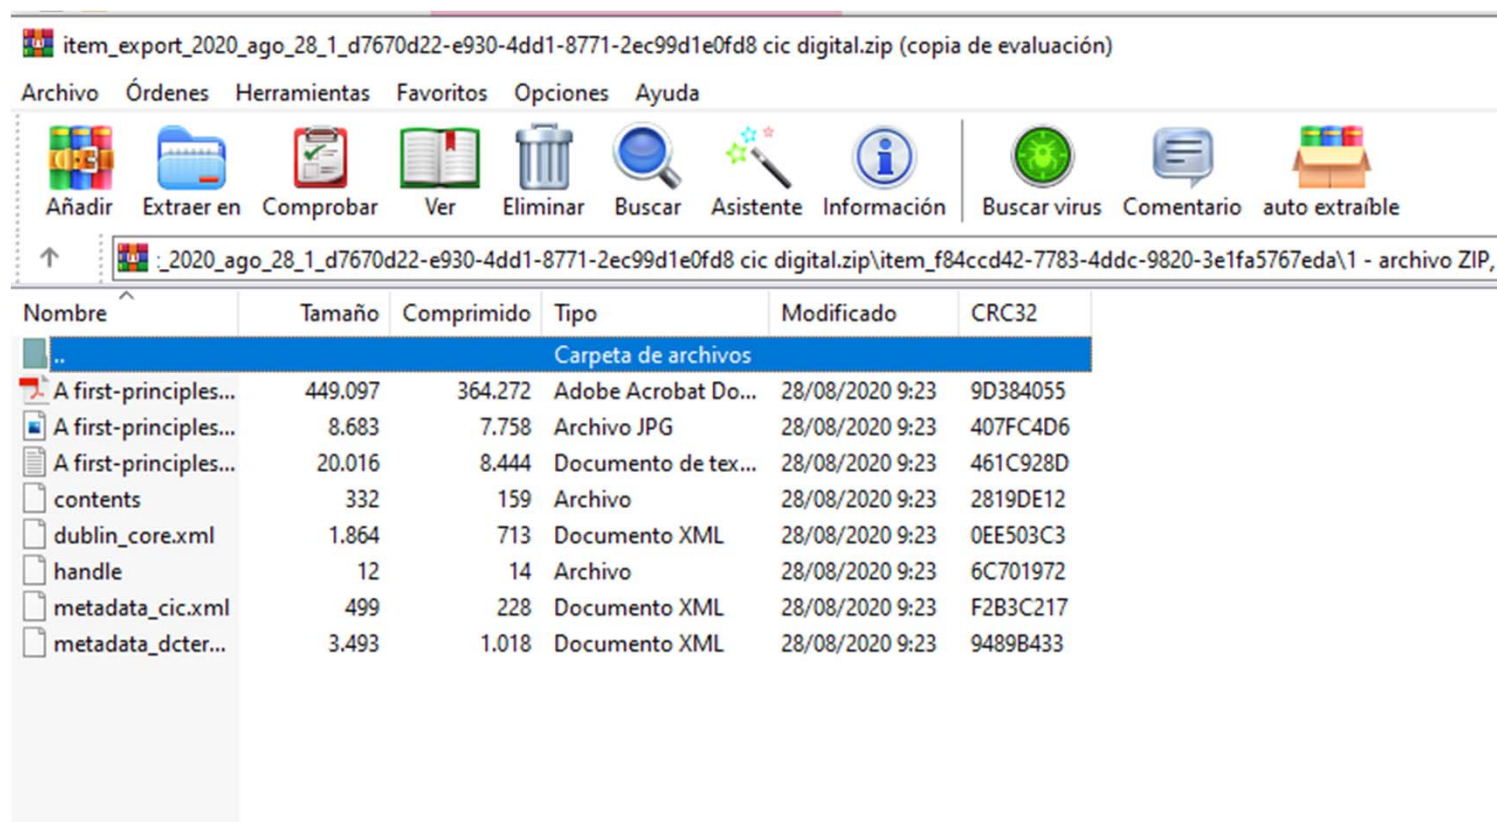 item_export_2020_ago_28_1_d7670d22-e930-4dd1-8771-2ec99d1e0fd8 cic digital.zip (copia de evaluación)
Archivo Órdenes Herramientas Favoritos Opciones Ayuda
Añadir Extraer en Comprobar Ver Eliminar Buscar Asistente Información Buscar virus Comentario auto extraíble
:_2020_ago_28_1_d7670d22-e930-4dd1-8771-2ec99d1e0fd8 cic digital.zip\item_f84ccd42-7783-4ddc-9820-3e1fa5767eda\1 - archivo ZIP,
Nombre Tamaño Comprimido Tipo Modificado CRC32
.. Carpeta de archivos
A first-principles... 449.097 364.272 Adobe Acrobat Do... 28/08/2020 9:23 9D384055
A first-principles... 8.683 7.758 Archivo JPG 28/08/2020 9:23 407FC4D6
A first-principles... 20.016 8.444 Documento de tex... 28/08/2020 9:23 461C928D
contents 332 159 Archivo 28/08/2020 9:23 2819DE12
dublin_core.xml 1.864 713 Documento XML 28/08/2020 9:23 0EE503C3
handle 12 14 Archivo 28/08/2020 9:23 6C701972
metadata_cic.xml 499 228 Documento XML 28/08/2020 9:23 F2B3C217
metadata_dcter... 3.493 1.018 Documento XML 28/08/2020 9:23 9489B433